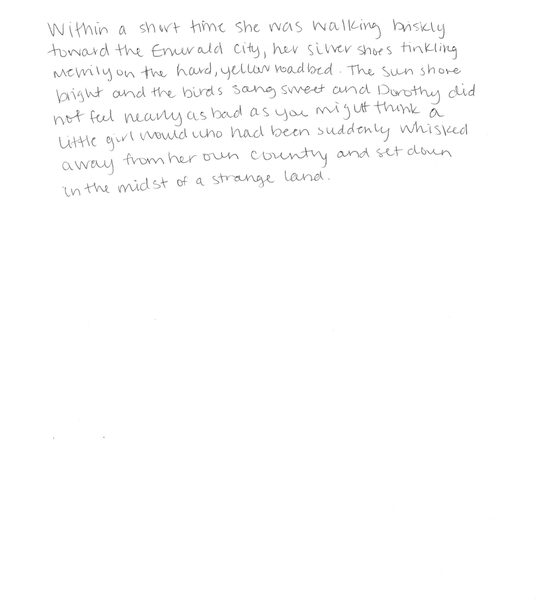 Within a short time she was walking briskly
toward the Emerald City, her silver shoes tinkling
merrily on the hard, yellow roadbed. The sun shone
bright and the birds sang sweet and Dorothy did
not feel nearly as bad as you might think a
little girl would who had been suddenly whisked
away from her own country and set down
in the midst of a strange land.